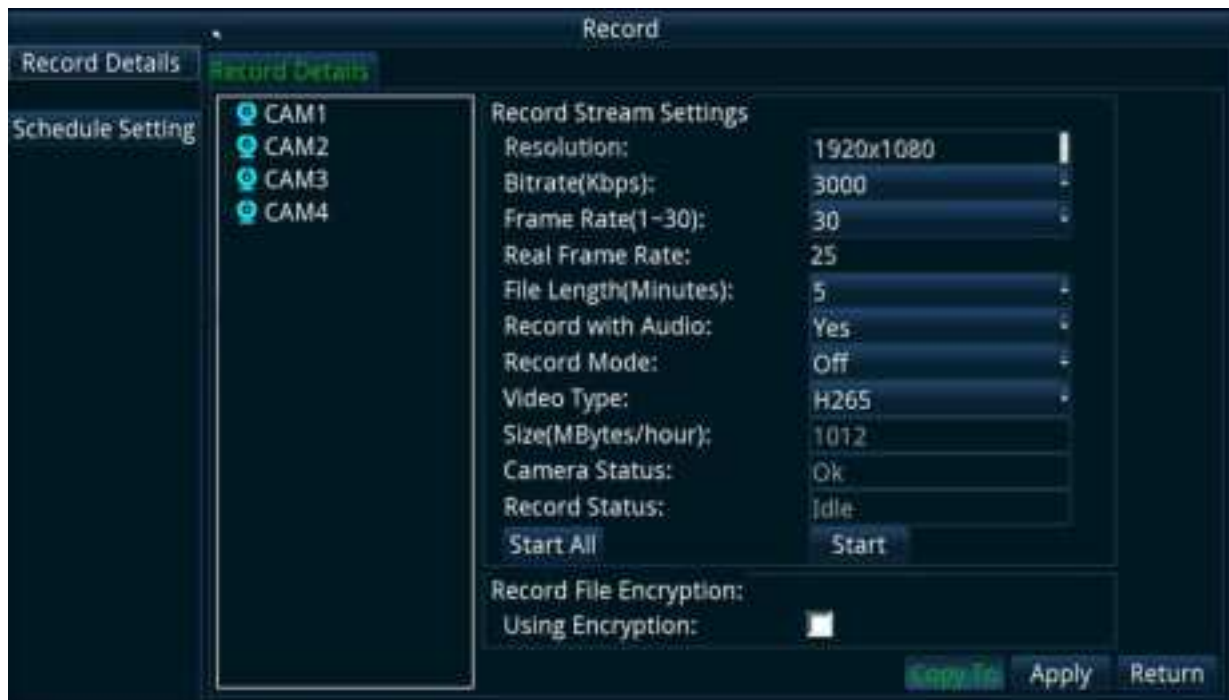 Record
Record Details
Record Details
Schedule Setting
CAM1
CAM2
CAM3
CAM4
Record Stream Settings
Resolution: 1920x1080
Bitrate(Kbps): 3000
Frame Rate(1~30): 30
Real Frame Rate: 25
File Length(Minutes): 5
Record with Audio: Yes
Record Mode: Off
Video Type: H265
Size(MBytes/hour): 1012
Camera Status: Ok
Record Status: Idle
Start All Start
Record File Encryption:
Using Encryption:
Copy To Apply Return